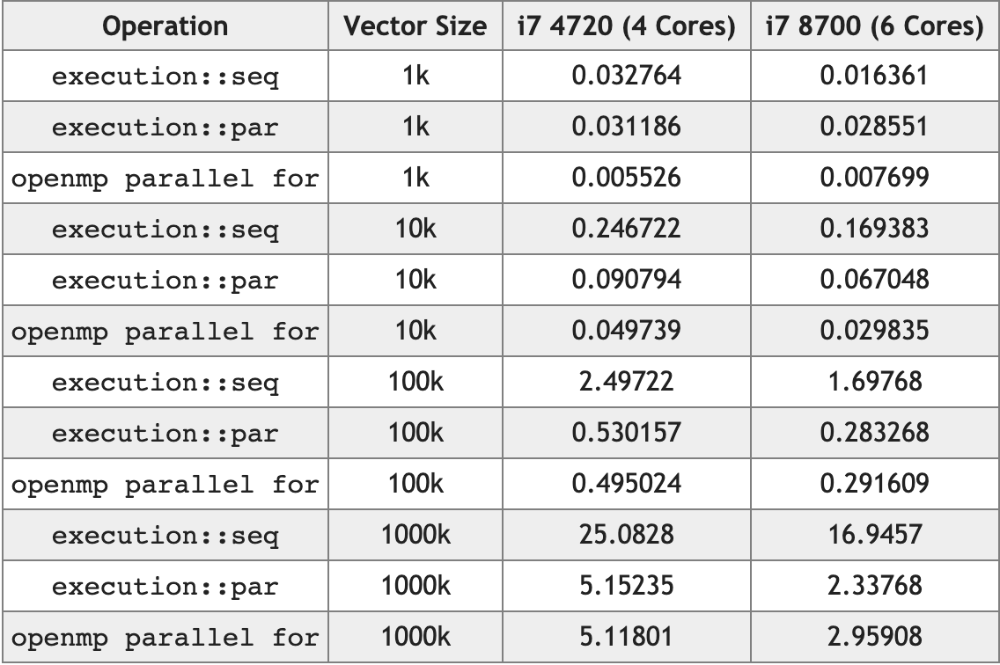 Operation Vector Size i7 4720 (4 Cores) i7 8700 (6 Cores)
execution::seq 1k 0.032764 0.016361
execution::par 1k 0.031186 0.028551
openmp parallel for 1k 0.005526 0.007699
execution::seq 10k 0.246722 0.169383
execution::par 10k 0.090794 0.067048
openmp parallel for 10k 0.049739 0.029835
execution::seq 100k 2.49722 1.69768
execution::par 100k 0.530157 0.283268
openmp parallel for 100k 0.495024 0.291609
execution::seq 1000k 25.0828 16.9457
execution::par 1000k 5.15235 2.33768
openmp parallel for 1000k 5.11801 2.95908